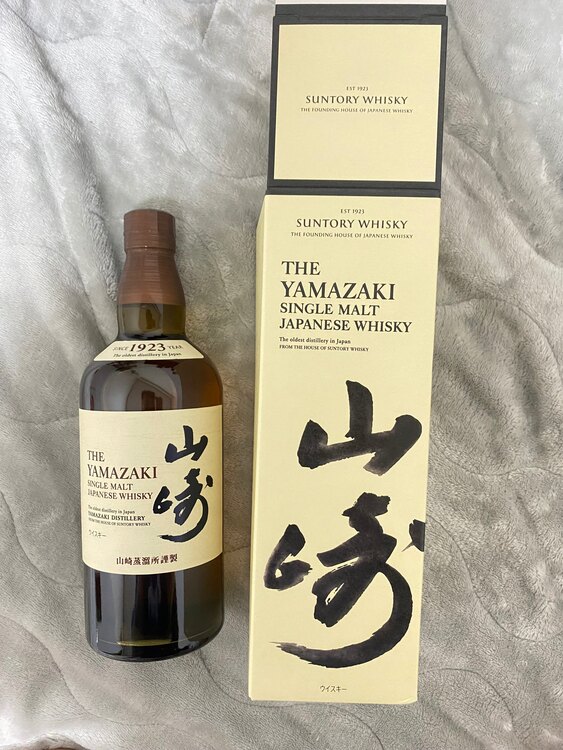 EST 1923
SUNTORY WHISKY
THE FOUNDING HOUSE OF JAPANESE WHISKY
EST 1923
SUNTORY WHISKY
THE FOUNDING HOUSE OF JAPANESE WHISKY
THE
YAMAZAKI
SINGLE MALT
JAPANESE WHISKY
The oldest distillery in Japan
FROM THE HOUSE OF SUNTORY WHISKY
山崎
ウイスキー
SINCE 1923 YEAR
The oldest distillery in Japan
THE
YAMAZAKI
SINGLE MALT
JAPANESE WHISKY
The oldest distillery in Japan
YAMAZAKI DISTILLERY
FROM THE HOUSE OF SUNTORY WHISKY
ウイスキー
山崎
山崎蒸溜所謹製